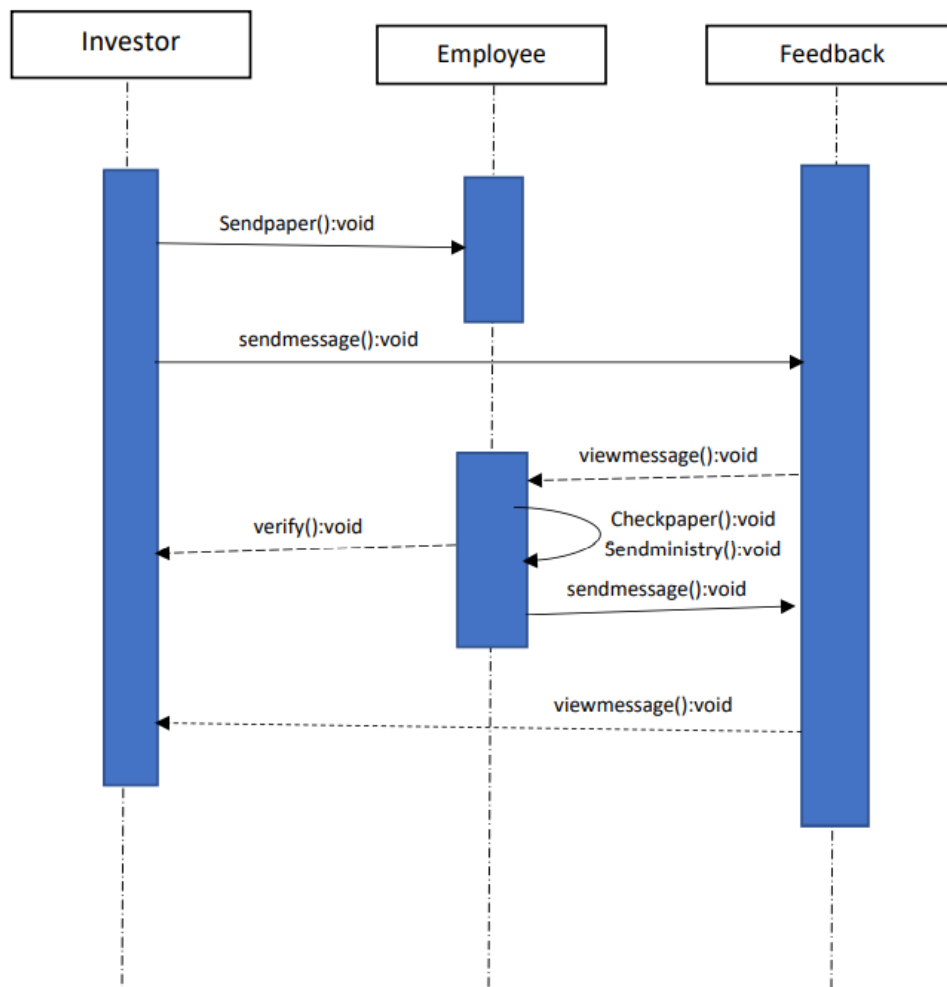 Investor
Employee
Feedback
Sendpaper():void
sendmessage():void
viewmessage():void
Checkpaper():void
verify():void
Sendministry():void
sendmessage():void
viewmessage():void